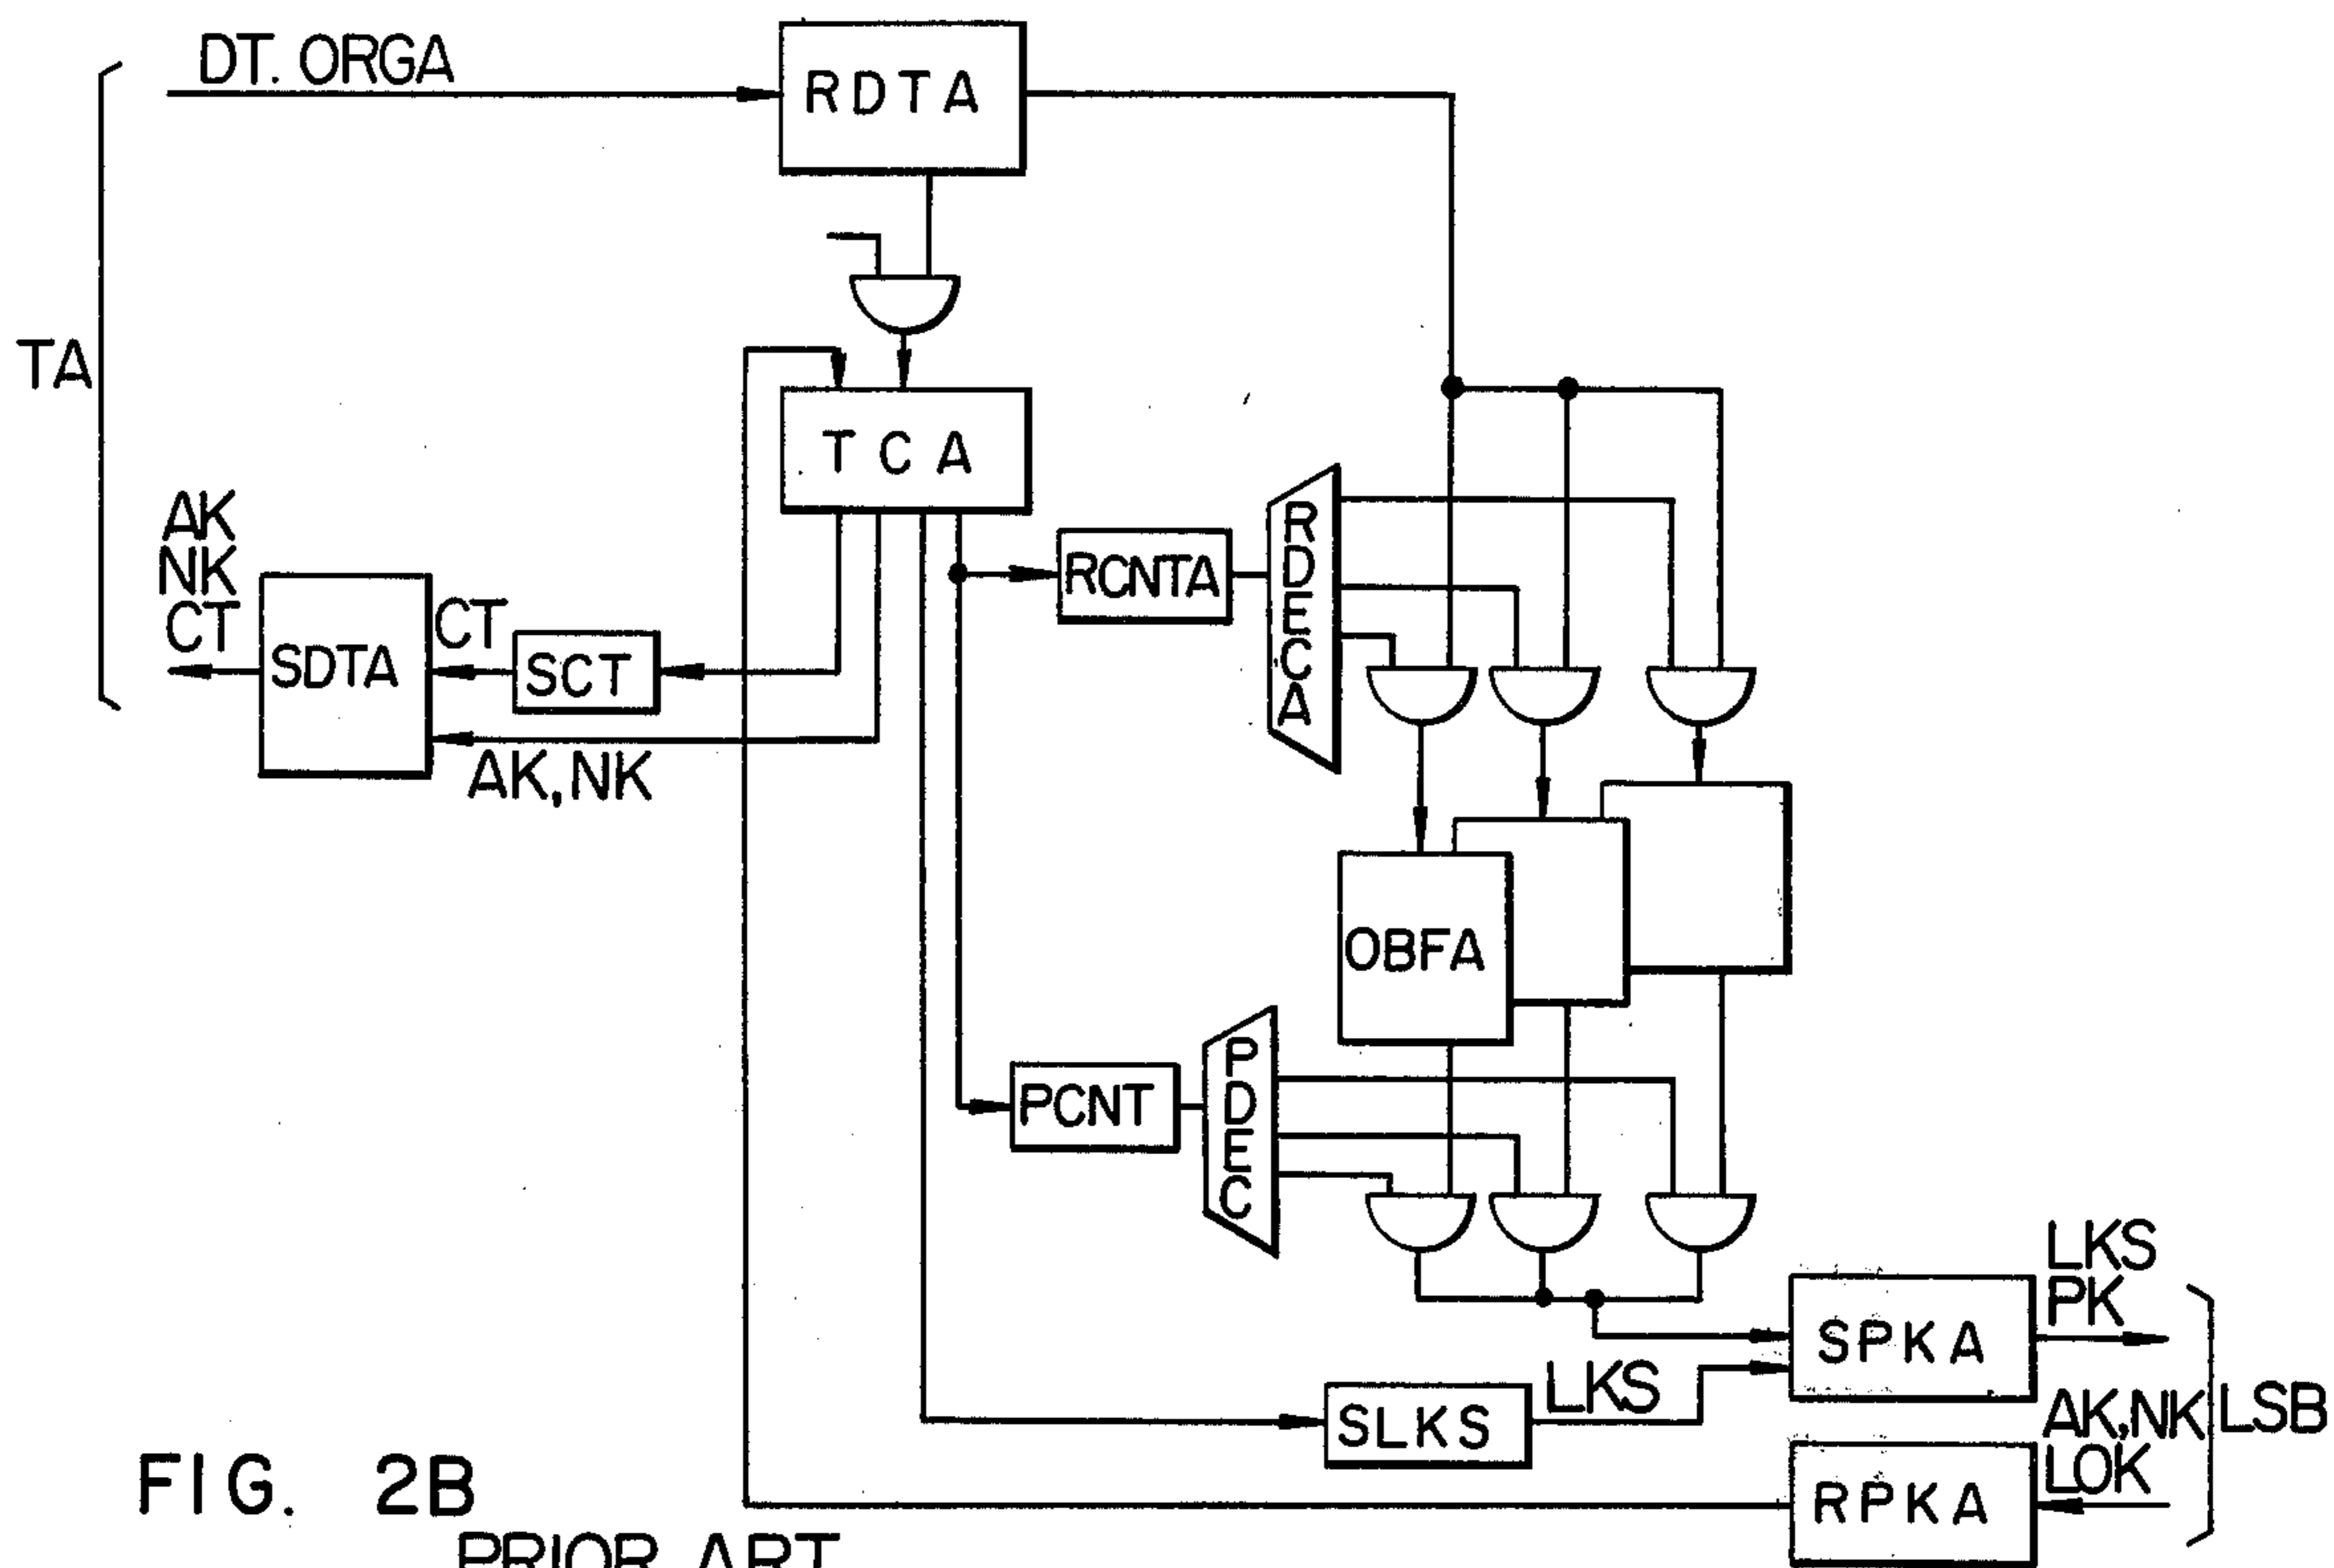 DT. ORGA
RDTA
TA
TCA
AK
NK
CT
SDTA
CT
SCT
AK, NK
RCNTA
RDECA
OBFA
PCNT
PDEC
LKS
PK
SPKA
LKS
SLKS
AK, NK
LOK
LSB
RPKA
FIG. 2B
PRIOR ART